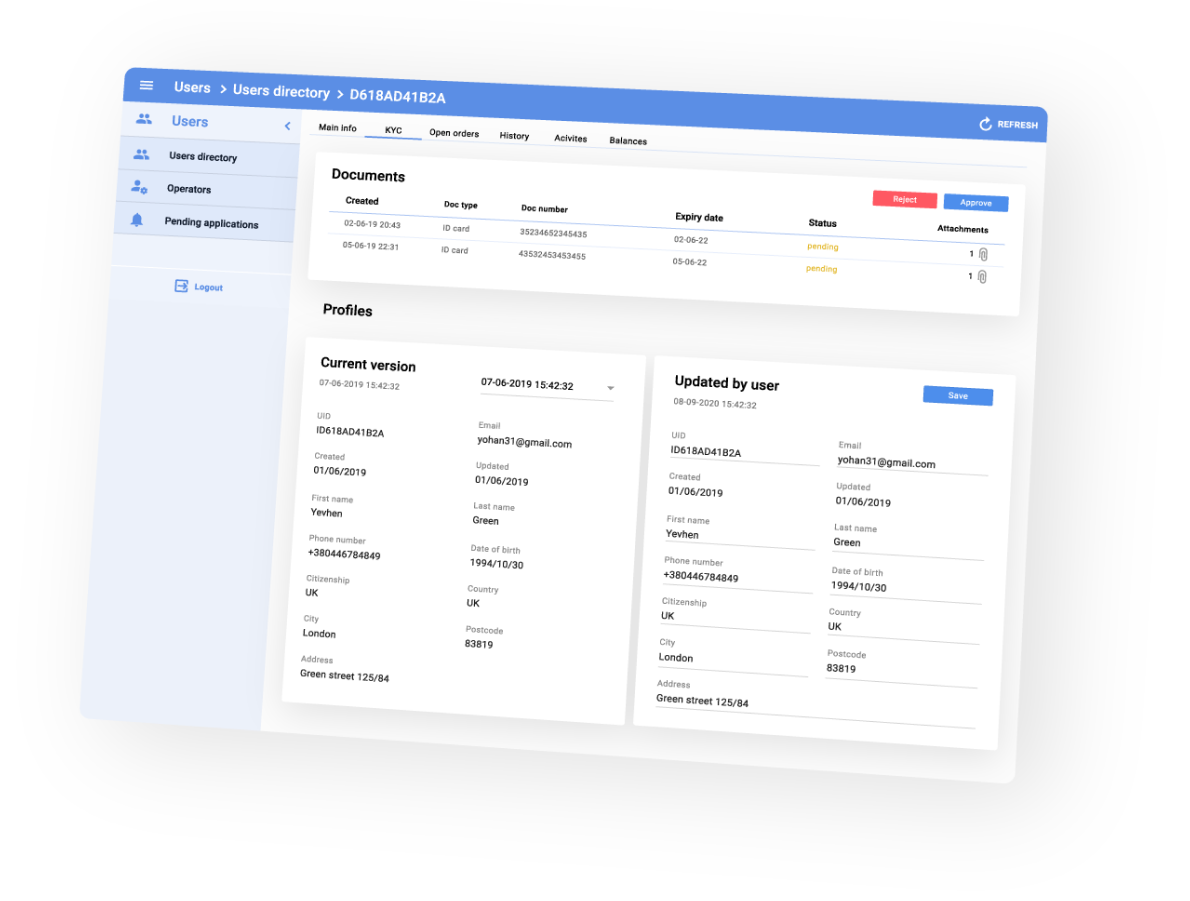 Users > Users directory > D618AD41B2A
REFRESH
Users
Users directory
Operators
Pending applications
Logout
Main Info KYC Open orders History Acivites Balances
Documents
Reject Approve
Created Doc type Doc number Expiry date Status Attachments
02-06-19 20:43 ID card 35234652345435 02-06-22 pending 1
05-06-19 22:31 ID card 43532453453455 05-06-22 pending 1
Profiles
Current version
07-06-2019 15:42:32
07-06-2019 15:42:32
UID Email
ID618AD41B2A yohan31@gmail.com
Created Updated
01/06/2019 01/06/2019
First name Last name
Yevhen Green
Phone number Date of birth
+380446784849 1994/10/30
Citizenship Country
UK UK
City Postcode
London 83819
Address
Green street 125/84
Updated by user
Save
08-09-2020 15:42:32
UID Email
ID618AD41B2A yohan31@gmail.com
Created Updated
01/06/2019 01/06/2019
First name Last name
Yevhen Green
Phone number Date of birth
+380446784849 1994/10/30
Citizenship Country
UK UK
City Postcode
London 83819
Address
Green street 125/84